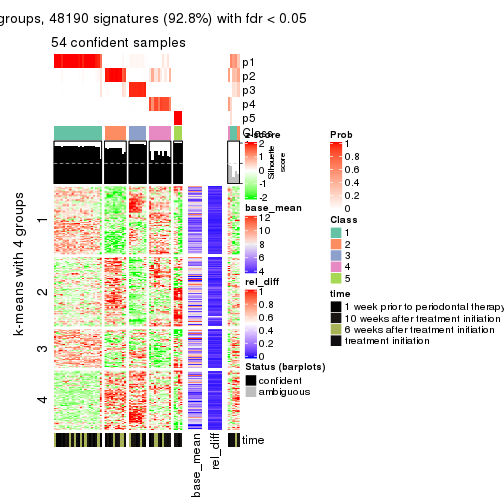 groups, 48190 signatures (92.8%) with fdr < 0.05
54 confident samples
p1
p2
p3
p4
p5
Class
1
2
3
4
k-means with 4 groups
Silhouette
score
z-score
2
1
0
-1
-2
base_mean
12
10
8
6
4
rel_diff
1
0.8
0.6
0.4
0.2
0
Status (barplots)
confident
ambiguous
Prob
1
0.8
0.6
0.4
0.2
0
Class
1
2
3
4
5
time
1 week prior to periodontal therapy
10 weeks after treatment initiation
6 weeks after treatment initiation
treatment initiation
time
base_mean
rel_diff